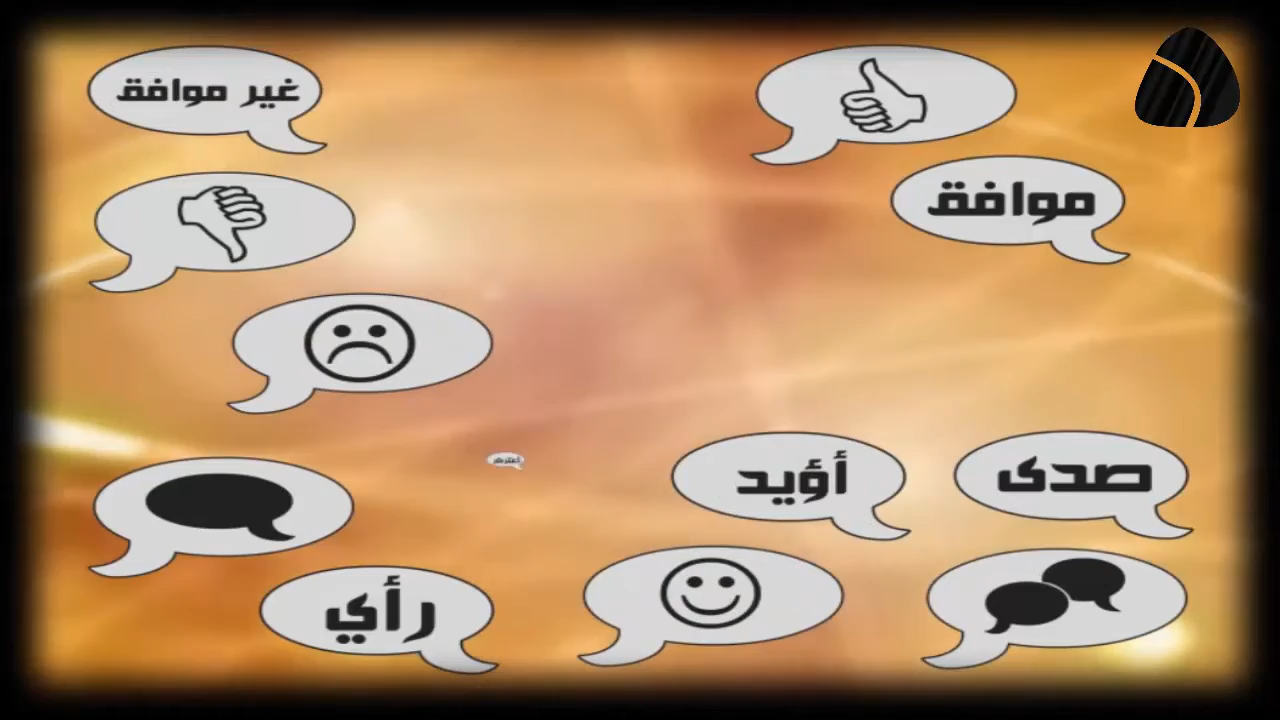 غير موافق
موافق
أؤيد
صدى
رأي